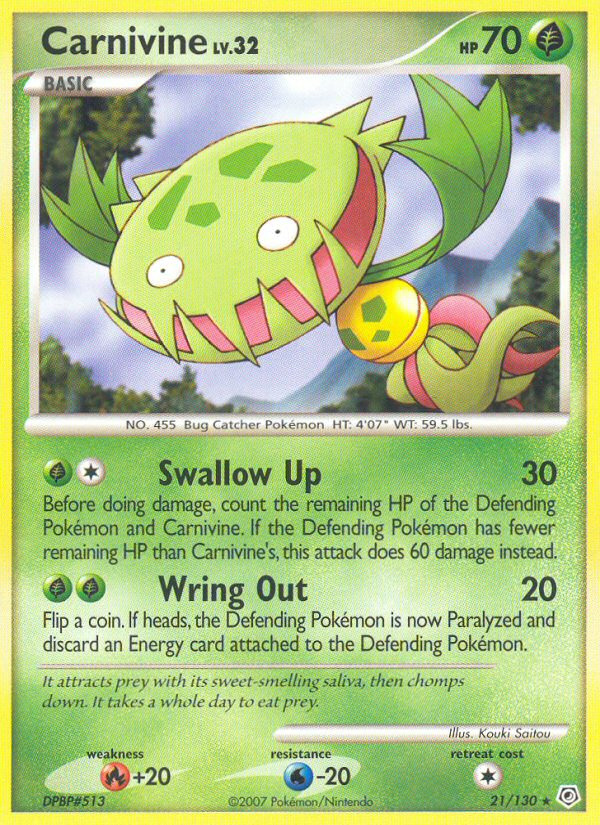 Carnivine LV.32 HP 70
BASIC
NO. 455 Bug Catcher Pokémon HT: 4'07" WT: 59.5 lbs.
Swallow Up 30
Before doing damage, count the remaining HP of the Defending
Pokémon and Carnivine. If the Defending Pokémon has fewer
remaining HP than Carnivine's, this attack does 60 damage instead.
Wring Out 20
Flip a coin. If heads, the Defending Pokémon is now Paralyzed and
discard an Energy card attached to the Defending Pokémon.
It attracts prey with its sweet-smelling saliva, then chomps
down. It takes a whole day to eat prey.
Illus. Kouki Saitou
weakness resistance retreat cost
+20 -20
DPBP#513 ©2007 Pokémon/Nintendo 21/130 ★